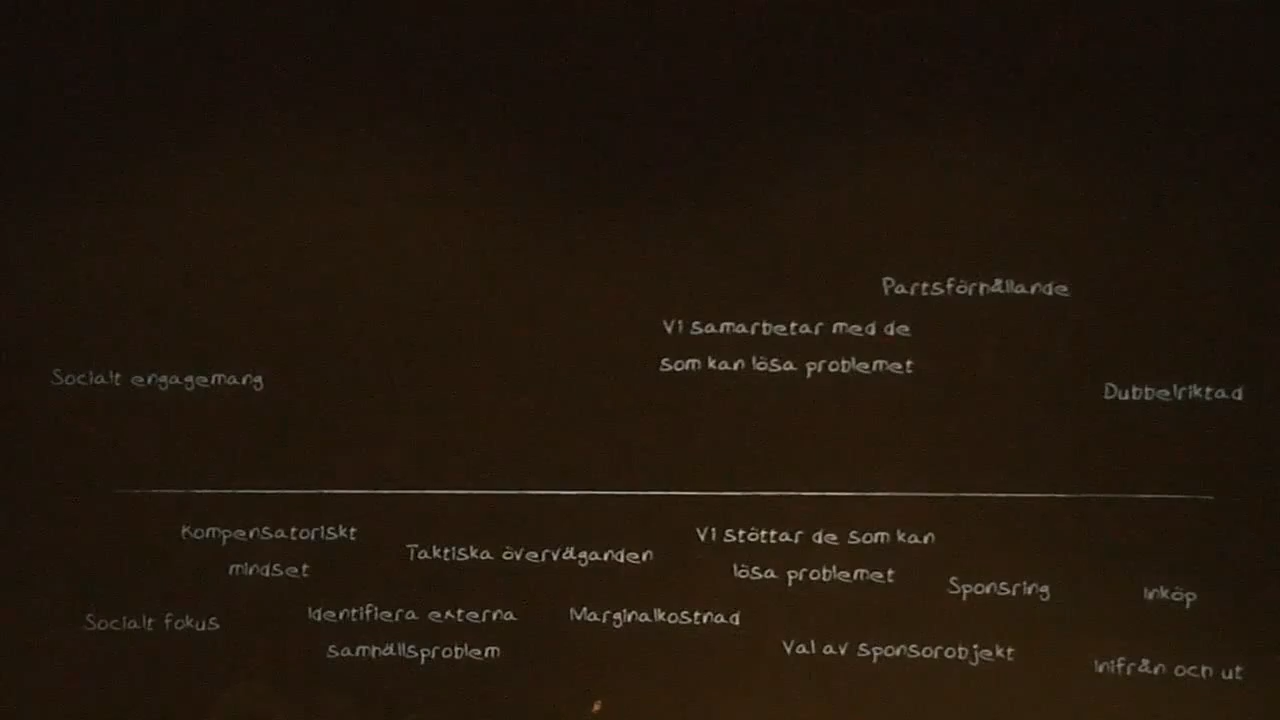 Partsförhållande
Vi samarbetar med de
som kan lösa problemet
Socialt engagemang
Dubbelriktad
Kompensatoriskt
mindset
Taktiska överväganden
Vi stöttar de som kan
lösa problemet
Sponsring
Inköp
Socialt fokus
Identifiera externa
samhällsproblem
Marginalkostnad
Val av sponsorobjekt
Inifrån och ut